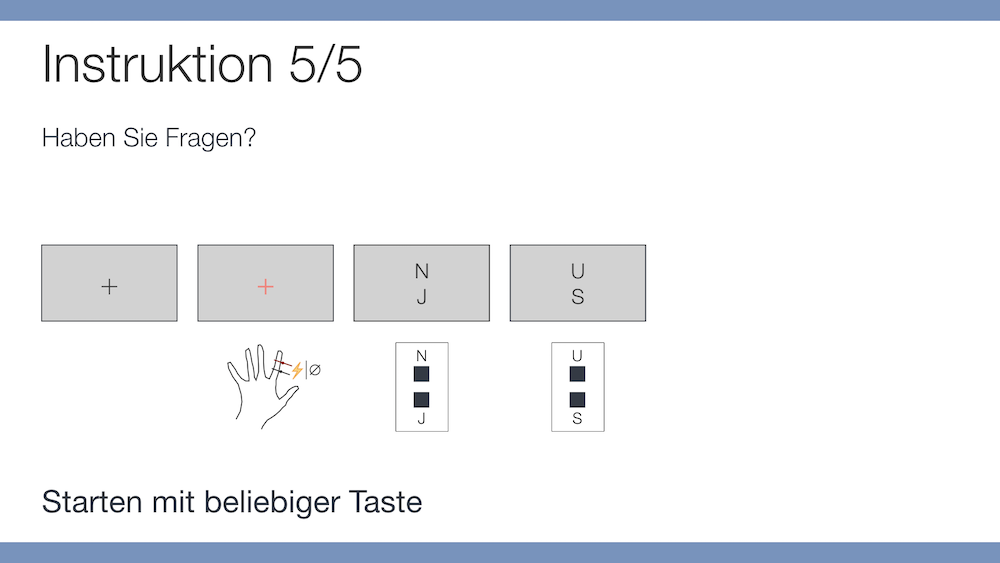 Instruktion 5/5
Haben Sie Fragen?
+
+
N
J
U
S
|∅
N
J
U
S
Starten mit beliebiger Taste